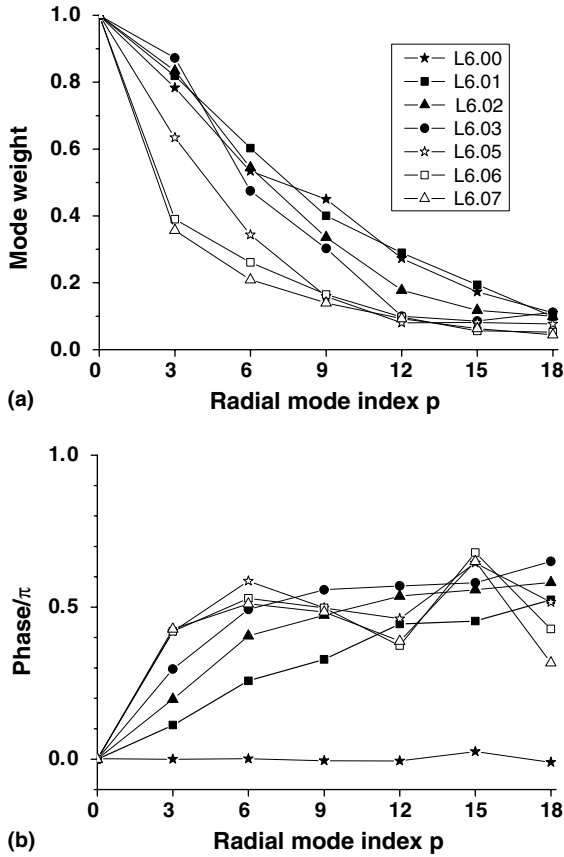 1.0
0.8
0.6
0.4
0.2
0.0
Mode weight
L6.00
L6.01
L6.02
L6.03
L6.05
L6.06
L6.07
0 3 6 9 12 15 18
(a) Radial mode index p
1.0
0.5
0.0
Phase/π
0 3 6 9 12 15 18
(b) Radial mode index p